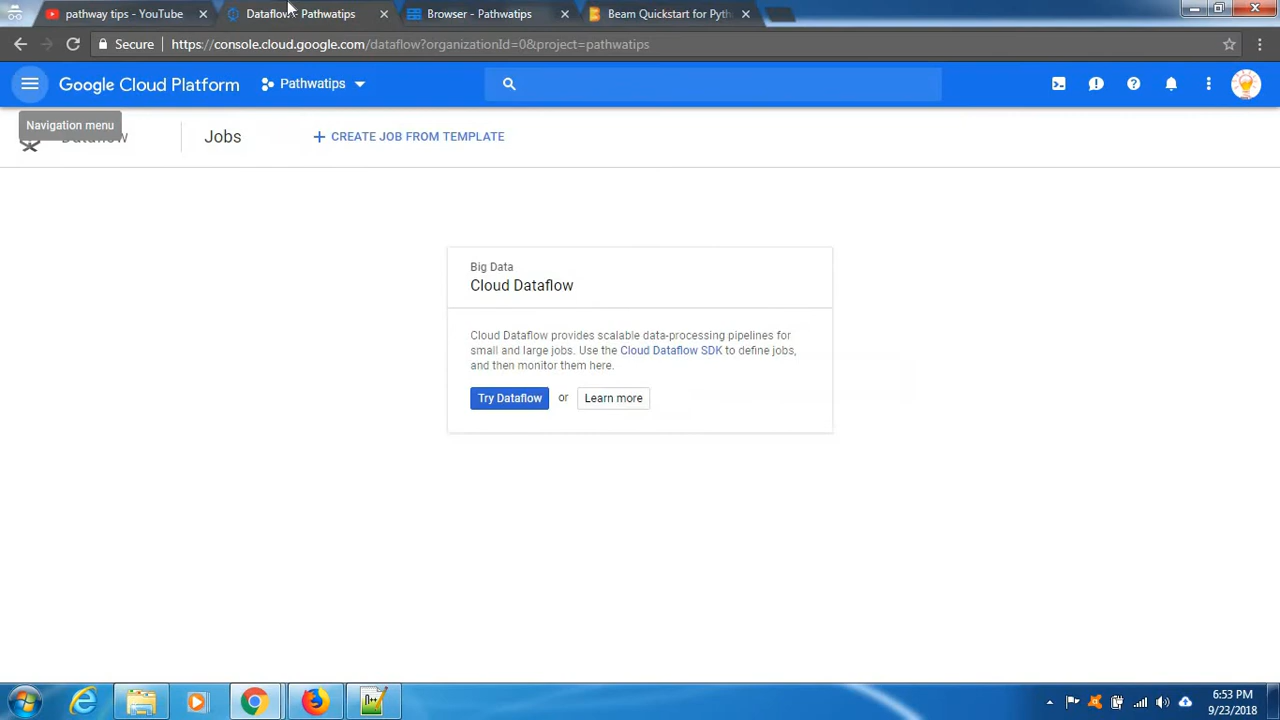 pathway tips - YouTube
Dataflow - Pathwatips
Browser - Pathwatips
Beam Quickstart for Pyth
Secure
https://console.cloud.google.com/dataflow?organizationId=0&project=pathwatips
Google Cloud Platform
Pathwatips
Navigation menu
Dataflow
Jobs
CREATE JOB FROM TEMPLATE
Big Data
Cloud Dataflow
Cloud Dataflow provides scalable data-processing pipelines for
small and large jobs. Use the Cloud Dataflow SDK to define jobs,
and then monitor them here.
Try Dataflow or Learn more
6:53 PM
9/23/2018